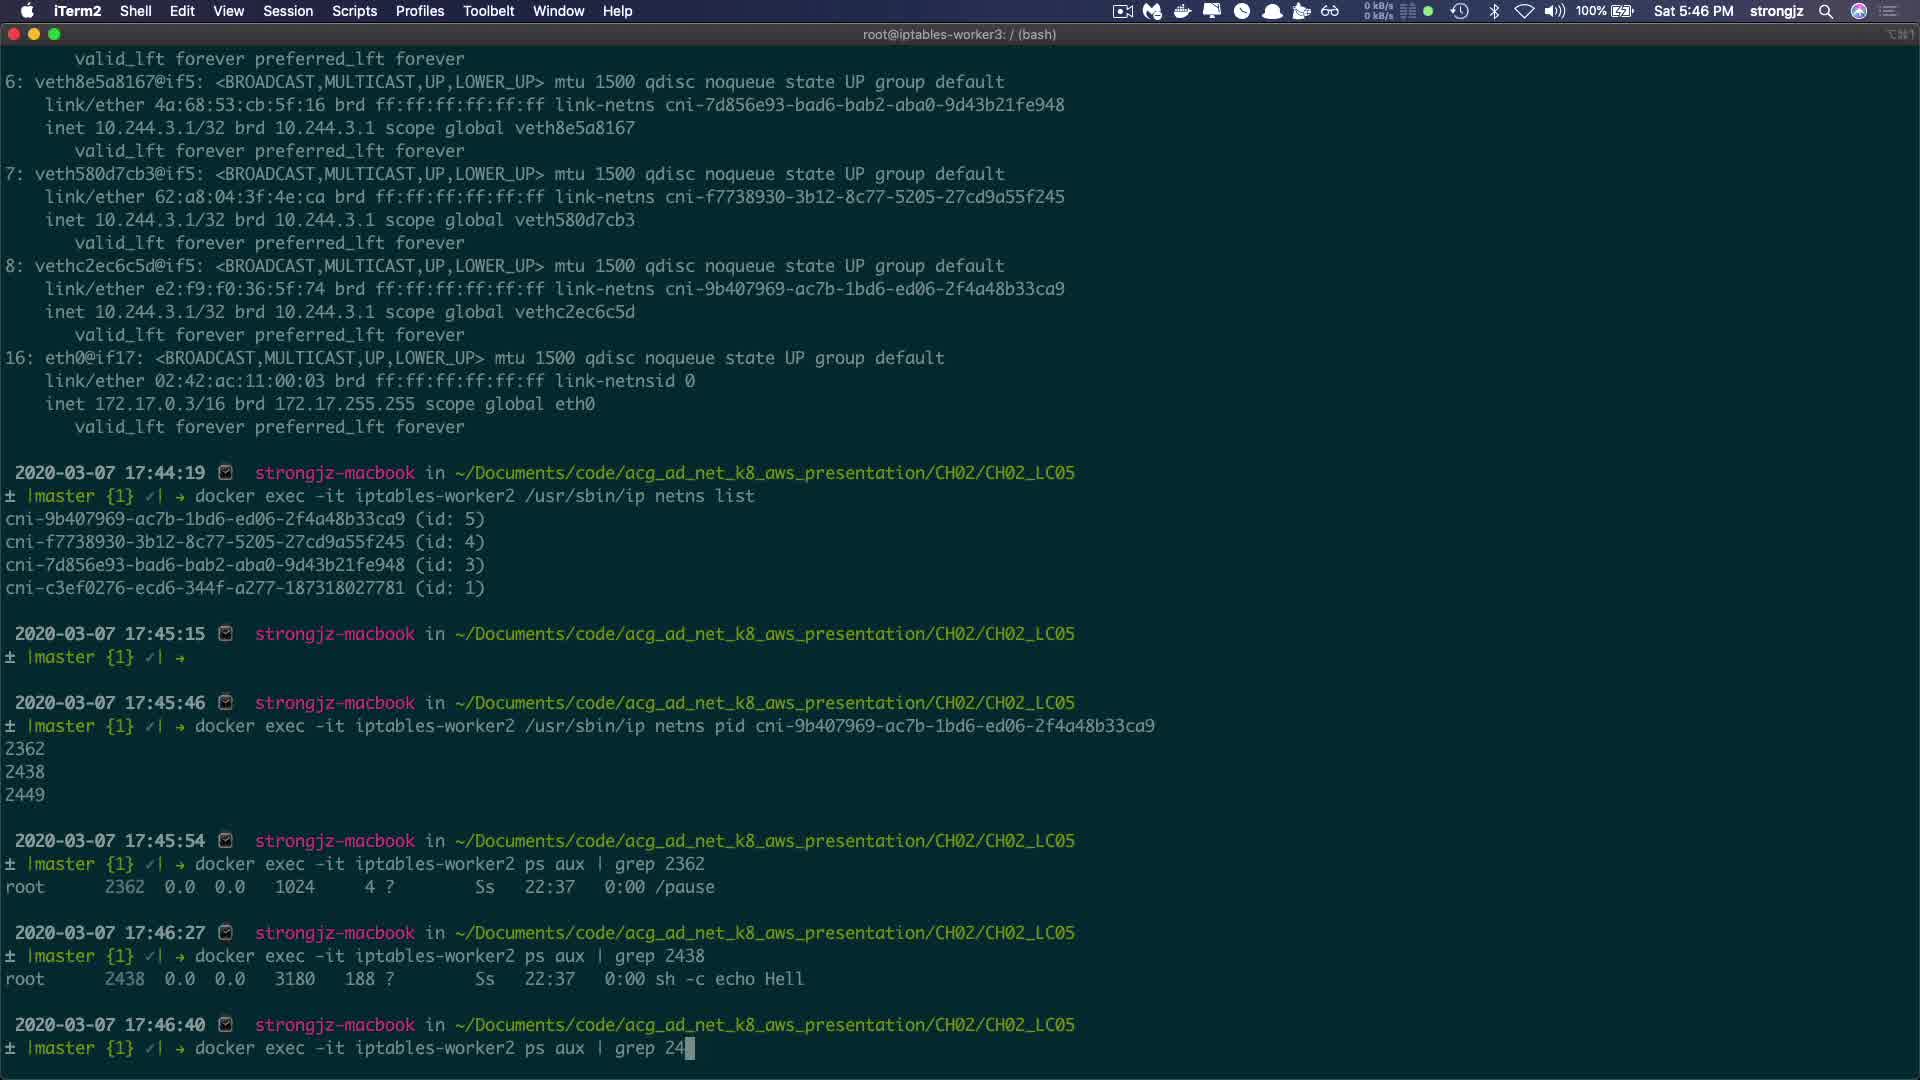 iTerm2 Shell Edit View Session Scripts Profiles Toolbelt Window Help 0 kB/s 0 kB/s 100% Sat 5:46 PM strongjz
root@iptables-worker3: / (bash) ⌥⌘1
valid_lft forever preferred_lft forever
6: veth8e5a8167@if5: <BROADCAST,MULTICAST,UP,LOWER_UP> mtu 1500 qdisc noqueue state UP group default
link/ether 4a:68:53:cb:5f:16 brd ff:ff:ff:ff:ff:ff link-netns cni-7d856e93-bad6-bab2-aba0-9d43b21fe948
inet 10.244.3.1/32 brd 10.244.3.1 scope global veth8e5a8167
valid_lft forever preferred_lft forever
7: veth580d7cb3@if5: <BROADCAST,MULTICAST,UP,LOWER_UP> mtu 1500 qdisc noqueue state UP group default
link/ether 62:a8:04:3f:4e:ca brd ff:ff:ff:ff:ff:ff link-netns cni-f7738930-3b12-8c77-5205-27cd9a55f245
inet 10.244.3.1/32 brd 10.244.3.1 scope global veth580d7cb3
valid_lft forever preferred_lft forever
8: vethc2ec6c5d@if5: <BROADCAST,MULTICAST,UP,LOWER_UP> mtu 1500 qdisc noqueue state UP group default
link/ether e2:f9:f0:36:5f:74 brd ff:ff:ff:ff:ff:ff link-netns cni-9b407969-ac7b-1bd6-ed06-2f4a48b33ca9
inet 10.244.3.1/32 brd 10.244.3.1 scope global vethc2ec6c5d
valid_lft forever preferred_lft forever
16: eth0@if17: <BROADCAST,MULTICAST,UP,LOWER_UP> mtu 1500 qdisc noqueue state UP group default
link/ether 02:42:ac:11:00:03 brd ff:ff:ff:ff:ff:ff link-netnsid 0
inet 172.17.0.3/16 brd 172.17.255.255 scope global eth0
valid_lft forever preferred_lft forever
2020-03-07 17:44:19 strongjz-macbook in ~/Documents/code/acg_ad_net_k8_aws_presentation/CH02/CH02_LC05
± |master {1} ✓| → docker exec -it iptables-worker2 /usr/sbin/ip netns list
cni-9b407969-ac7b-1bd6-ed06-2f4a48b33ca9 (id: 5)
cni-f7738930-3b12-8c77-5205-27cd9a55f245 (id: 4)
cni-7d856e93-bad6-bab2-aba0-9d43b21fe948 (id: 3)
cni-c3ef0276-ecd6-344f-a277-187318027781 (id: 1)
2020-03-07 17:45:15 strongjz-macbook in ~/Documents/code/acg_ad_net_k8_aws_presentation/CH02/CH02_LC05
± |master {1} ✓| →
2020-03-07 17:45:46 strongjz-macbook in ~/Documents/code/acg_ad_net_k8_aws_presentation/CH02/CH02_LC05
± |master {1} ✓| → docker exec -it iptables-worker2 /usr/sbin/ip netns pid cni-9b407969-ac7b-1bd6-ed06-2f4a48b33ca9
2362
2438
2449
2020-03-07 17:45:54 strongjz-macbook in ~/Documents/code/acg_ad_net_k8_aws_presentation/CH02/CH02_LC05
± |master {1} ✓| → docker exec -it iptables-worker2 ps aux | grep 2362
root 2362 0.0 0.0 1024 4 ? Ss 22:37 0:00 /pause
2020-03-07 17:46:27 strongjz-macbook in ~/Documents/code/acg_ad_net_k8_aws_presentation/CH02/CH02_LC05
± |master {1} ✓| → docker exec -it iptables-worker2 ps aux | grep 2438
root 2438 0.0 0.0 3180 188 ? Ss 22:37 0:00 sh -c echo Hell
2020-03-07 17:46:40 strongjz-macbook in ~/Documents/code/acg_ad_net_k8_aws_presentation/CH02/CH02_LC05
± |master {1} ✓| → docker exec -it iptables-worker2 ps aux | grep 24